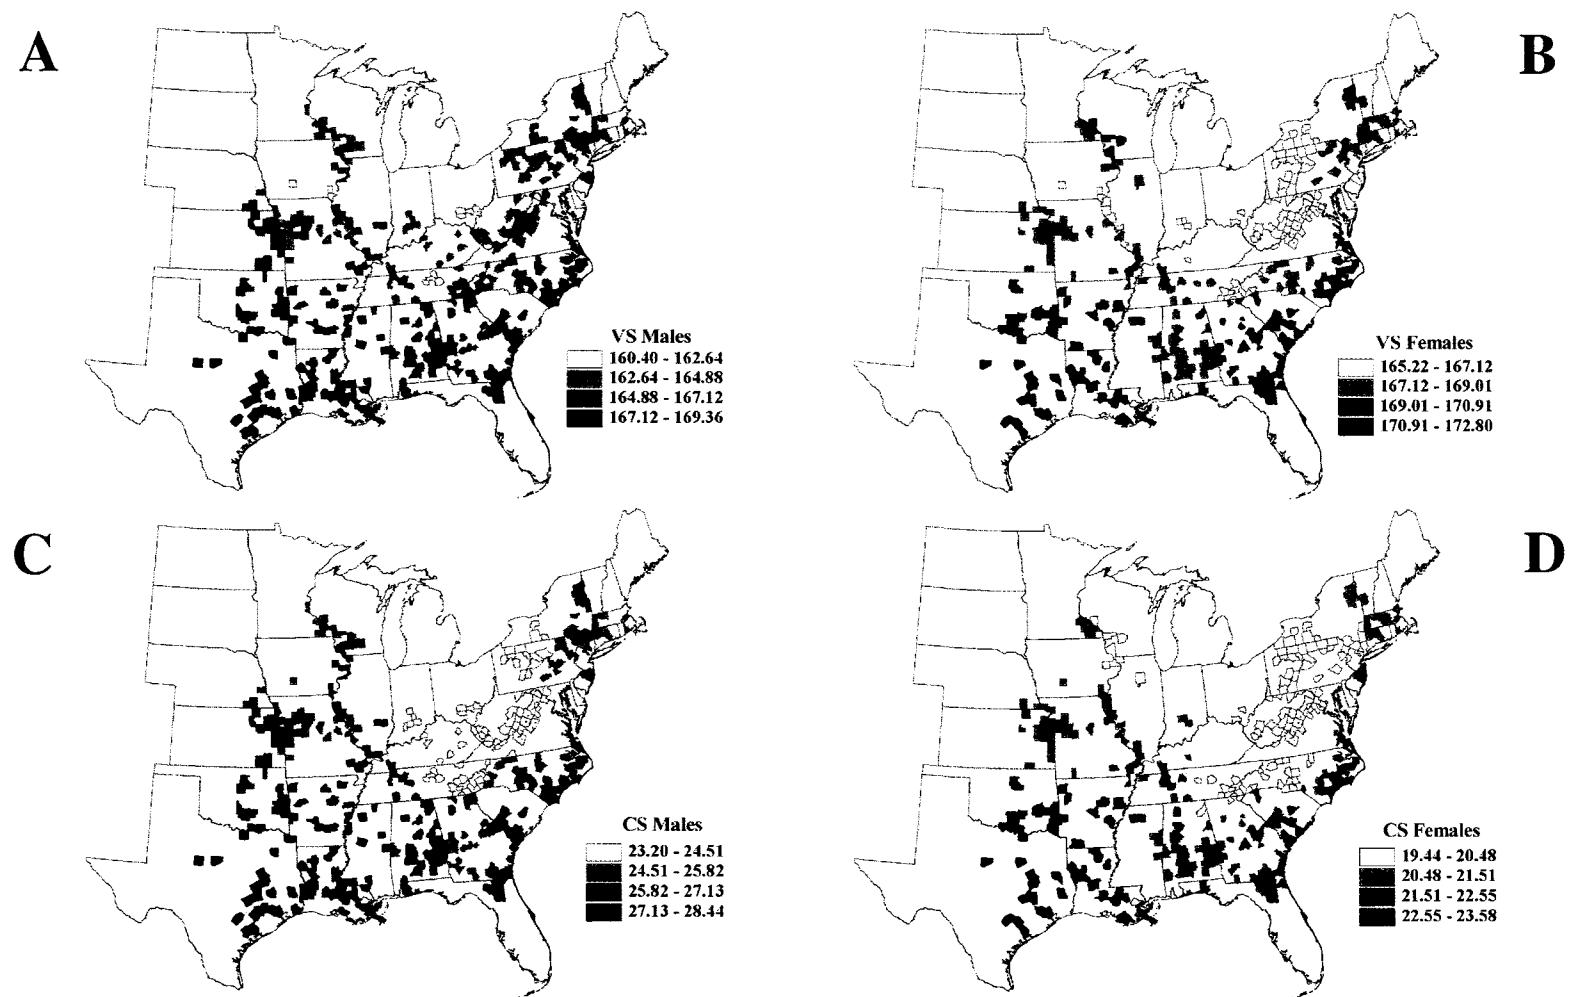 A
VS Males
160.40 - 162.64
162.64 - 164.88
164.88 - 167.12
167.12 - 169.36
B
VS Females
165.22 - 167.12
167.12 - 169.01
169.01 - 170.91
170.91 - 172.80
C
CS Males
23.20 - 24.51
24.51 - 25.82
25.82 - 27.13
27.13 - 28.44
D
CS Females
19.44 - 20.48
20.48 - 21.51
21.51 - 22.55
22.55 - 23.58